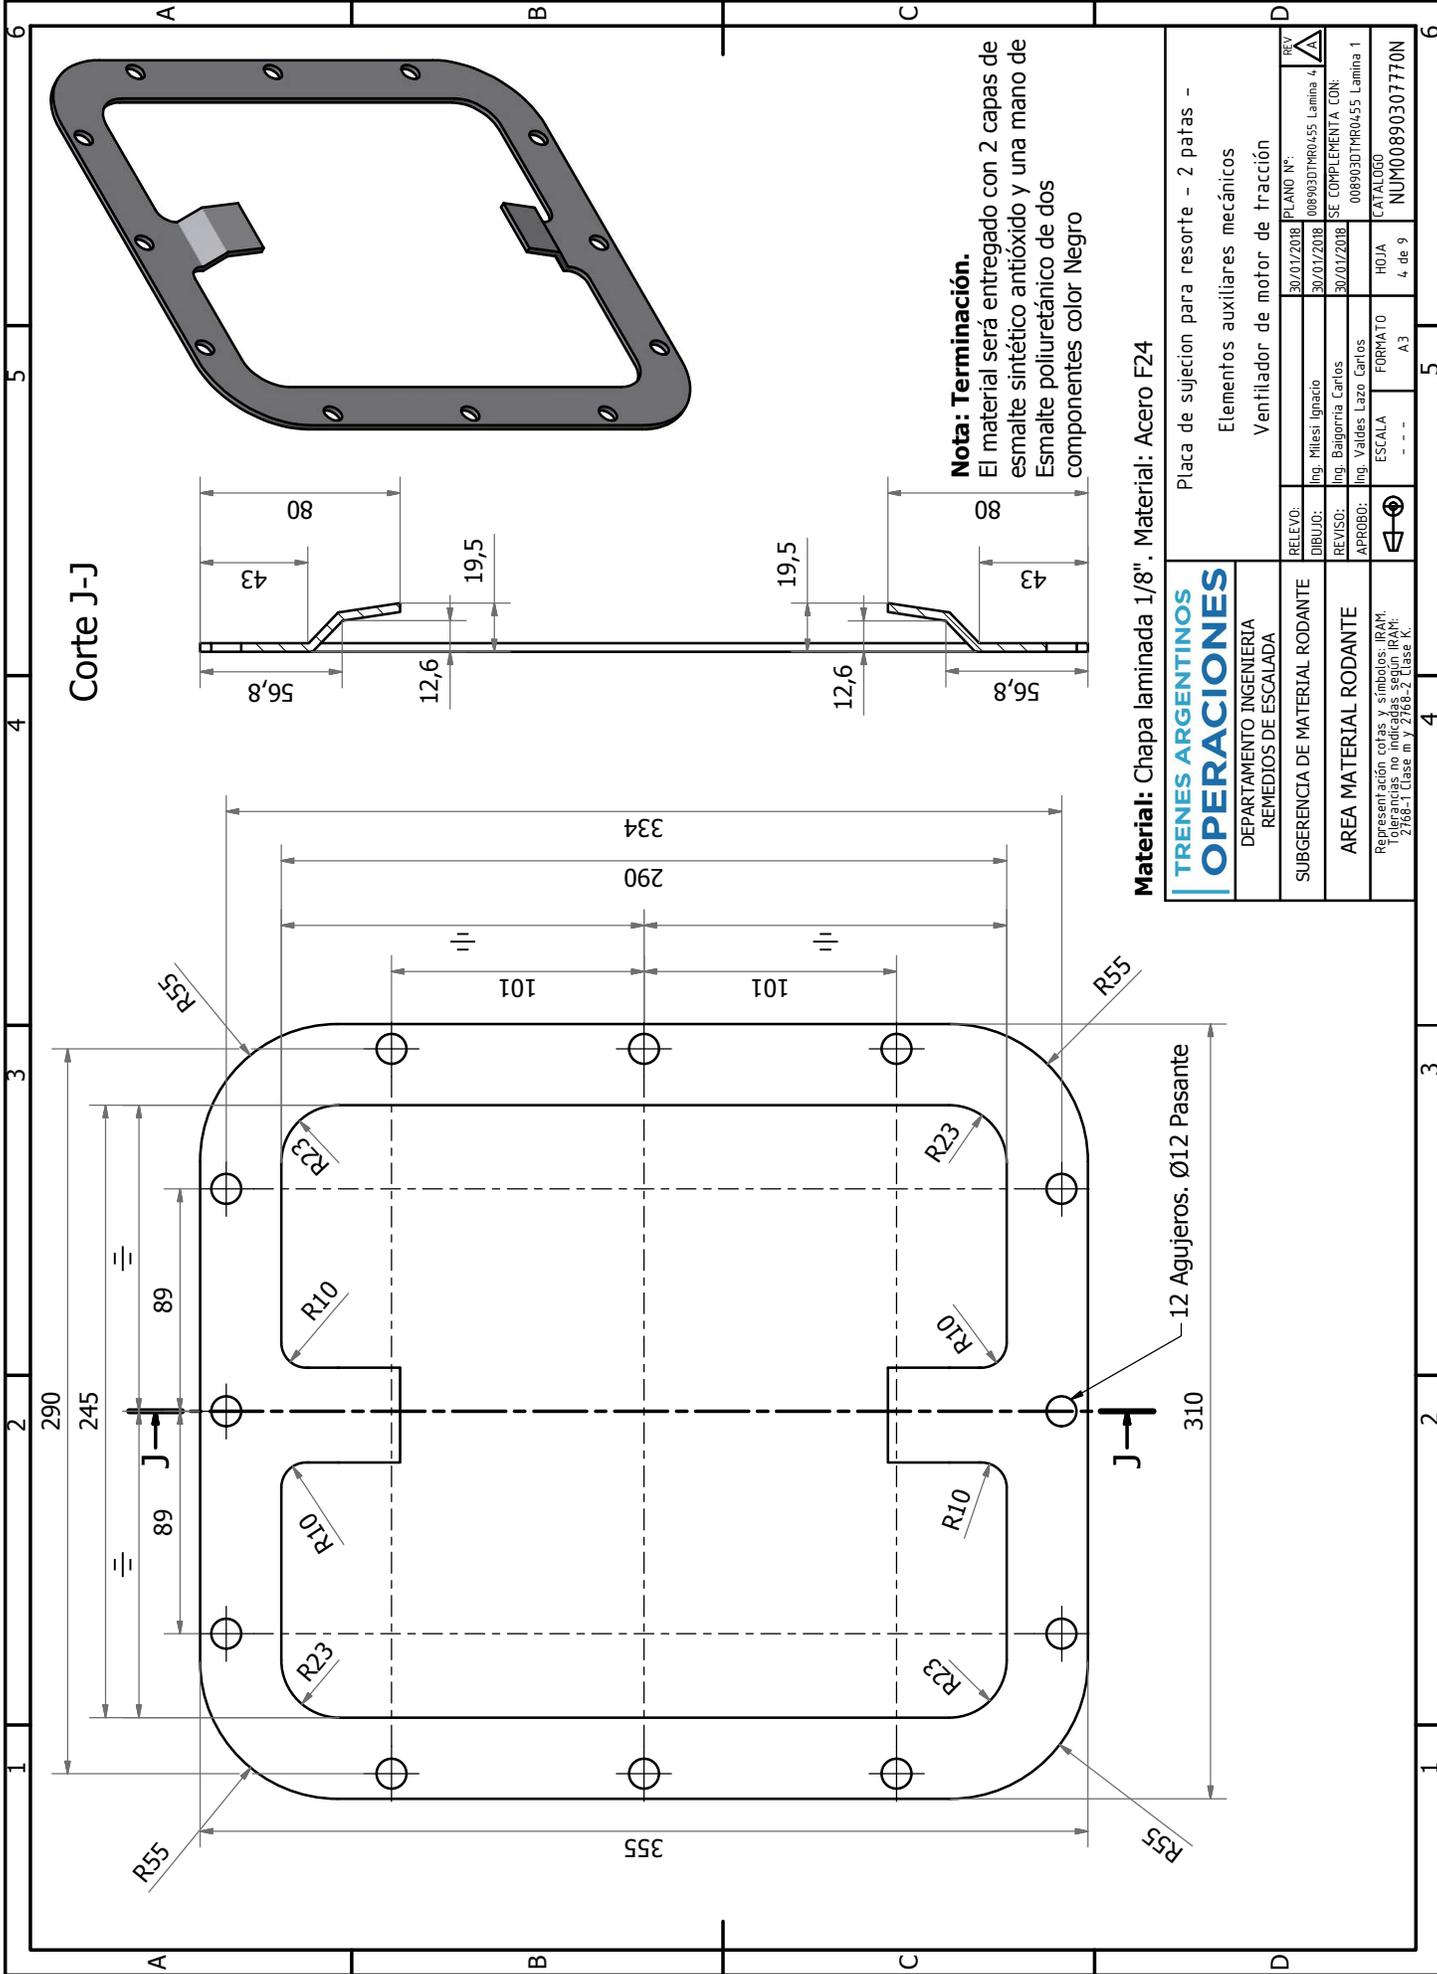 1
2
3
4
5
6
A
B
C
D
290
245
89
89
J
R55
R55
R55
R55
R23
R23
R23
R23
R10
R10
R10
R10
101
101
290
334
355
310
J
12 Agujeros. Ø12 Pasante
Corte J-J
43
80
56,8
12,6
19,5
19,5
12,6
56,8
43
80
Nota: Terminación.
El material será entregado con 2 capas de
esmalte sintético antióxido y una mano de
Esmalte poliuretánico de dos
componentes color Negro
Material: Chapa laminada 1/8". Material: Acero F24
TRENES ARGENTINOS
OPERACIONES
DEPARTAMENTO INGENIERIA
REMEDIOS DE ESCALADA
SUBGERENCIA DE MATERIAL RODANTE
AREA MATERIAL RODANTE
Representación cotas y símbolos: IRAM.
Tolerancias no indicadas según IRAM:
2768-1 Clase m y 2768-2 Clase K.
Placa de sujecion para resorte - 2 patas -
Elementos auxiliares mecánicos
Ventilador de motor de tracción
RELEVO: 30/01/2018
DIBUJO: Ing. Milesi Ignacio 30/01/2018
REVISO: Ing. Baigorria Carlos 30/01/2018
APROBO: Ing. Valdes Lazo Carlos
PLANO N°:
008903DTMR0455 Lamina 4
REV
A
SE COMPLEMENTA CON:
008903DTMR0455 Lamina 1
ESCALA
- - -
FORMATO
A3
HOJA
4 de 9
CATALOGO
NUM00890307770N
A
B
C
D
1
2
3
4
5
6